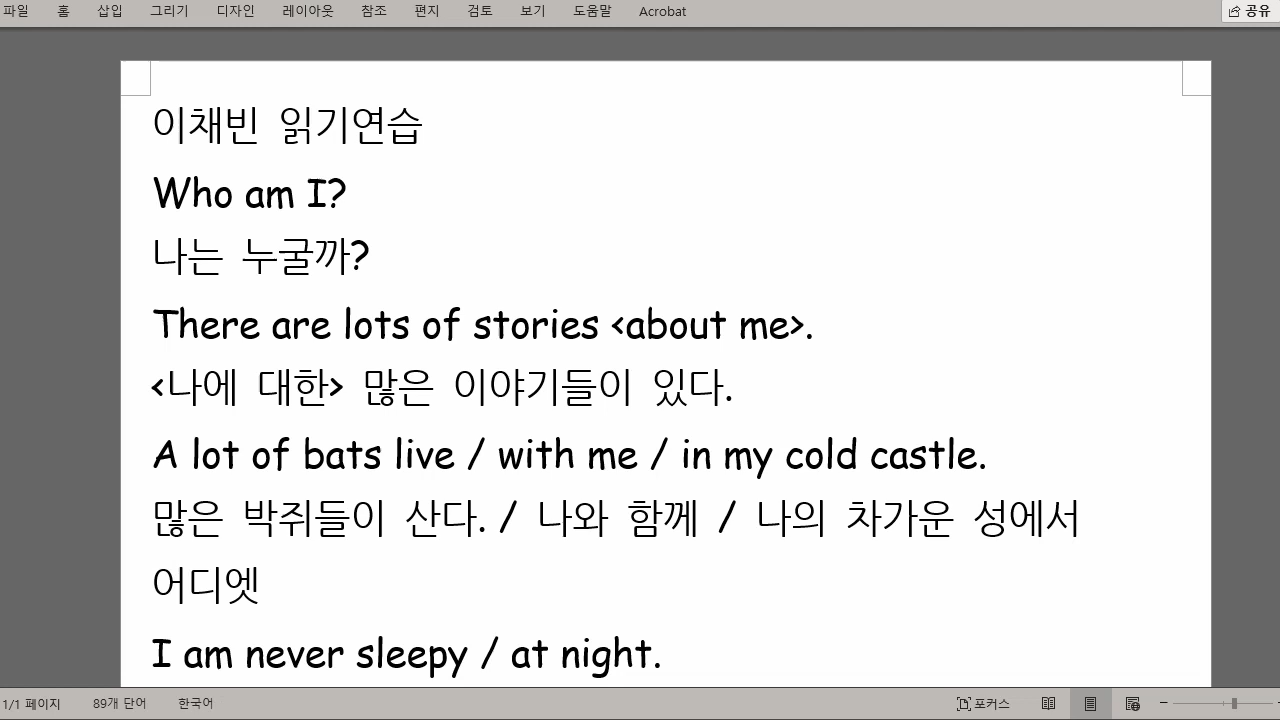 파일 홈 삽입 그리기 디자인 레이아웃 참조 편지 검토 보기 도움말 Acrobat 공유
이채빈 읽기연습
Who am I?
나는 누굴까?
There are lots of stories <about me>.
<나에 대한> 많은 이야기들이 있다.
A lot of bats live / with me / in my cold castle.
많은 박쥐들이 산다. / 나와 함께 / 나의 차가운 성에서
어디엣
I am never sleepy / at night.
1/1 페이지 89개 단어 한국어 포커스